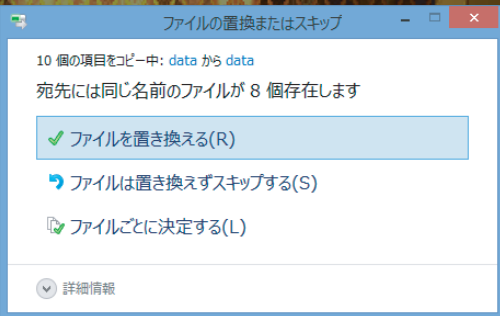 ファイルの置換またはスキップ
10 個の項目をコピー中: data から data
宛先には同じ名前のファイルが 8 個存在します
ファイルを置き換える(R)
ファイルは置き換えずスキップする(S)
ファイルごとに決定する(L)
詳細情報